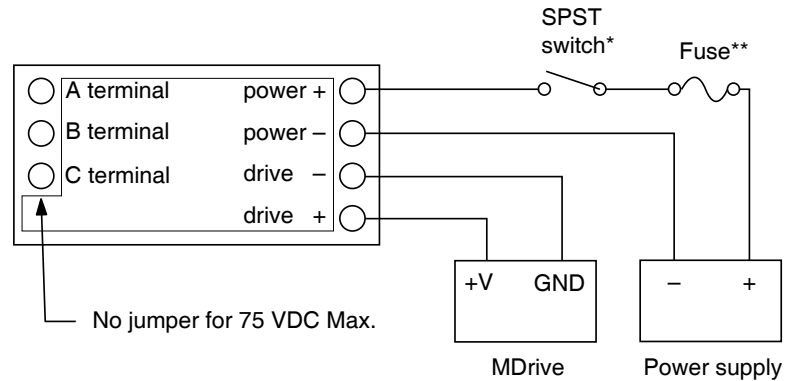 SPST
switch*
Fuse**
A terminal
power +
B terminal
power –
C terminal
drive –
drive +
+V GND
– +
No jumper for 75 VDC Max.
MDrive
Power supply